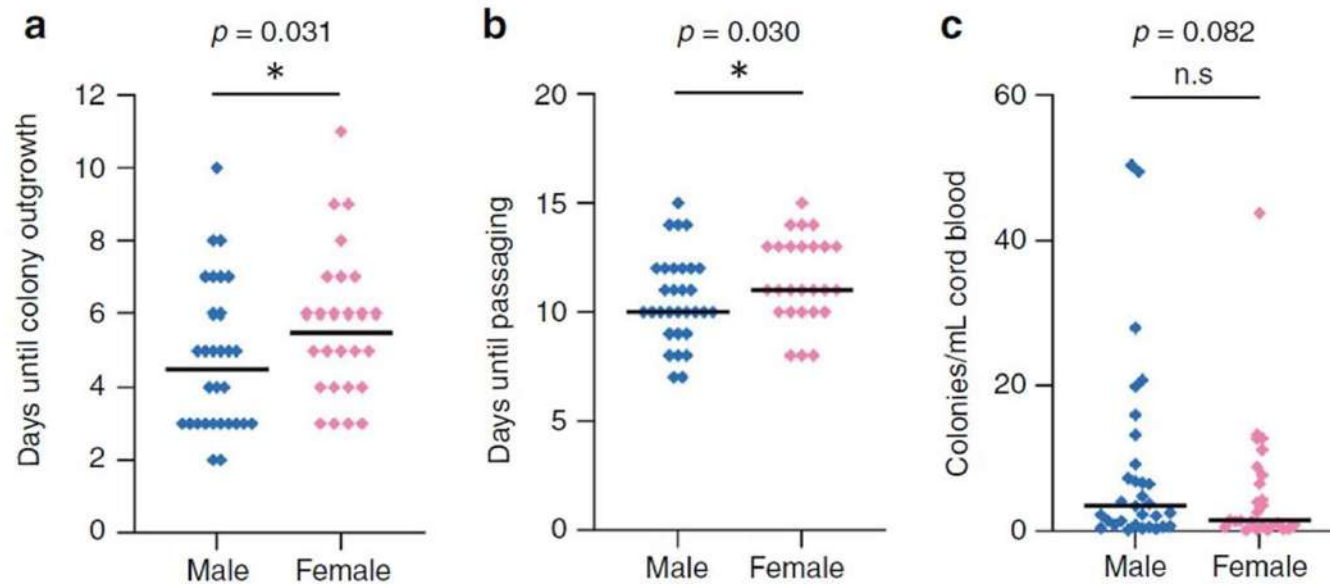 a
p = 0.031
*
Days until colony outgrowth
12
10
8
6
4
2
0
Male Female
b
p = 0.030
*
Days until passaging
20
15
10
5
0
Male Female
c
p = 0.082
n.s
Colonies/mL cord blood
60
40
20
0
Male Female